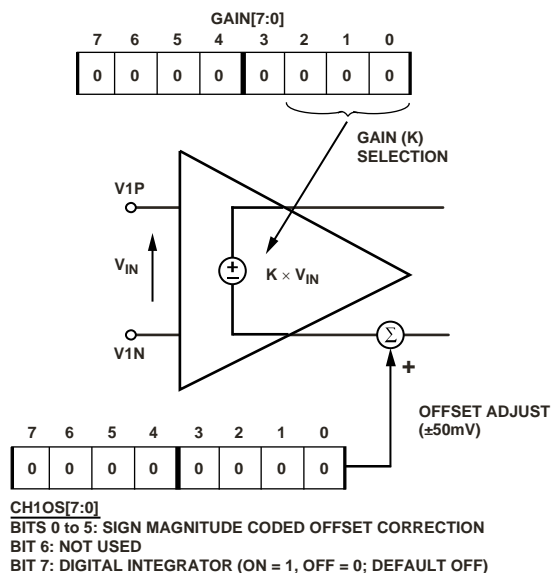 GAIN[7:0]
7 6 5 4 3 2 1 0
0 0 0 0 0 0 0 0
GAIN (K)
SELECTION
V1P
VIN
K × VIN
V1N
Σ
+
OFFSET ADJUST
(±50mV)
7 6 5 4 3 2 1 0
0 0 0 0 0 0 0 0
CH1OS[7:0]
BITS 0 to 5: SIGN MAGNITUDE CODED OFFSET CORRECTION
BIT 6: NOT USED
BIT 7: DIGITAL INTEGRATOR (ON = 1, OFF = 0; DEFAULT OFF)